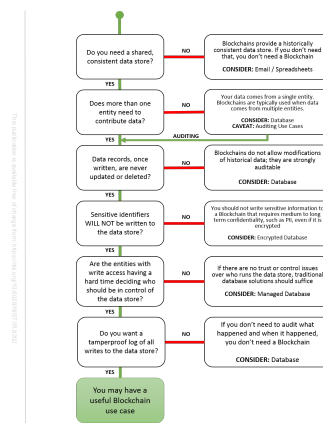 Do you need a shared,
consistent data store?
NO
Blockchains provide a historically
consistent data store. If you don't need
that, you don't need a Blockchain
CONSIDER: Email / Spreadsheets
YES
Does more than one
entity need to
contribute data?
NO
Your data comes from a single entity.
Blockchains are typically used when data
comes from multiple entities.
CONSIDER: Database
CAVEAT: Auditing Use Cases
AUDITING
YES
Data records, once
written, are never
updated or deleted?
NO
Blockchains do not allow modifications
of historical data; they are strongly
auditable
CONSIDER: Database
YES
Sensitive identifiers
WILL NOT be written to
the data store?
NO
You should not write sensitive information to
a Blockchain that requires medium to long
term confidentiality, such as PII, even if it is
encrypted
CONSIDER: Encrypted Database
YES
Are the entities with
write access having a
hard time deciding who
should be in control of
the data store?
NO
If there are no trust or control issues
over who runs the data store, traditional
database solutions should suffice
CONSIDER: Managed Database
YES
Do you want a
tamperproof log of all
writes to the data store?
NO
If you don't need to audit what
happened and when it happened,
you don't need a Blockchain
CONSIDER: Database
YES
You may have a
useful Blockchain
use case